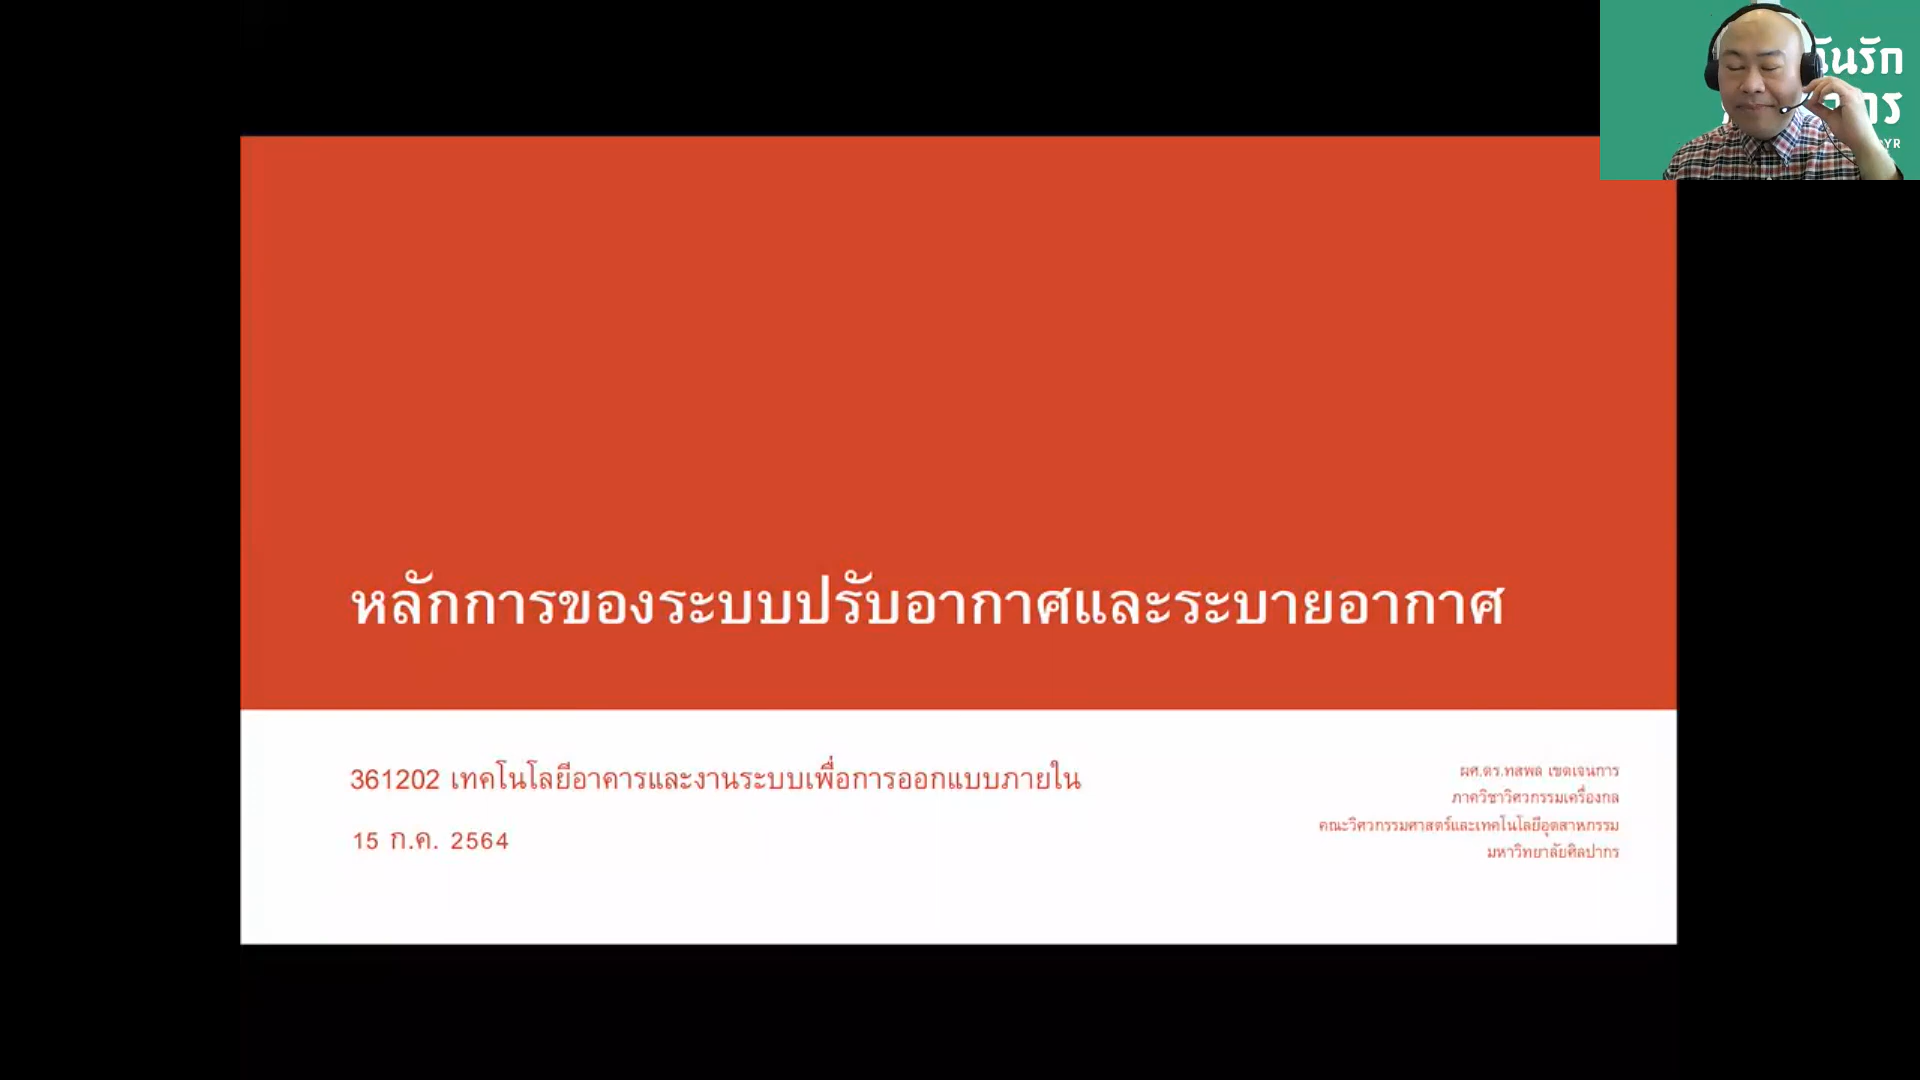 หลักการของระบบปรับอากาศและระบายอากาศ
361202 เทคโนโลยีอาคารและงานระบบเพื่อการออกแบบภายใน
15 ก.ค. 2564
ผศ.ดร.ทสพล เขตเจนการ
ภาควิชาวิศวกรรมเครื่องกล
คณะวิศวกรรมศาสตร์และเทคโนโลยีอุตสาหกรรม
มหาวิทยาลัยศิลปากร